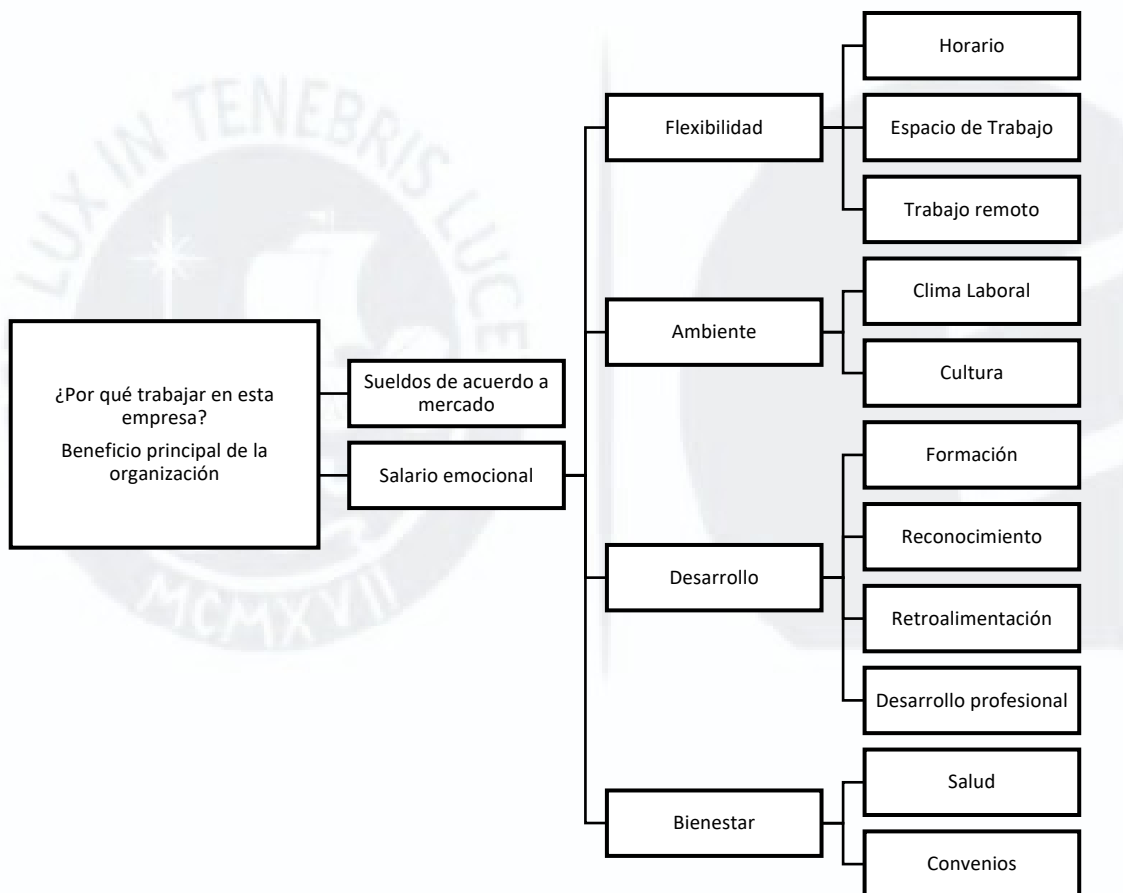 LUX IN TENEBRIS LUCE
MCMXVII
¿Por qué trabajar en esta
empresa?
Beneficio principal de la
organización
Sueldos de acuerdo a
mercado
Salario emocional
Flexibilidad
Horario
Espacio de Trabajo
Trabajo remoto
Ambiente
Clima Laboral
Cultura
Desarrollo
Formación
Reconocimiento
Retroalimentación
Desarrollo profesional
Bienestar
Salud
Convenios